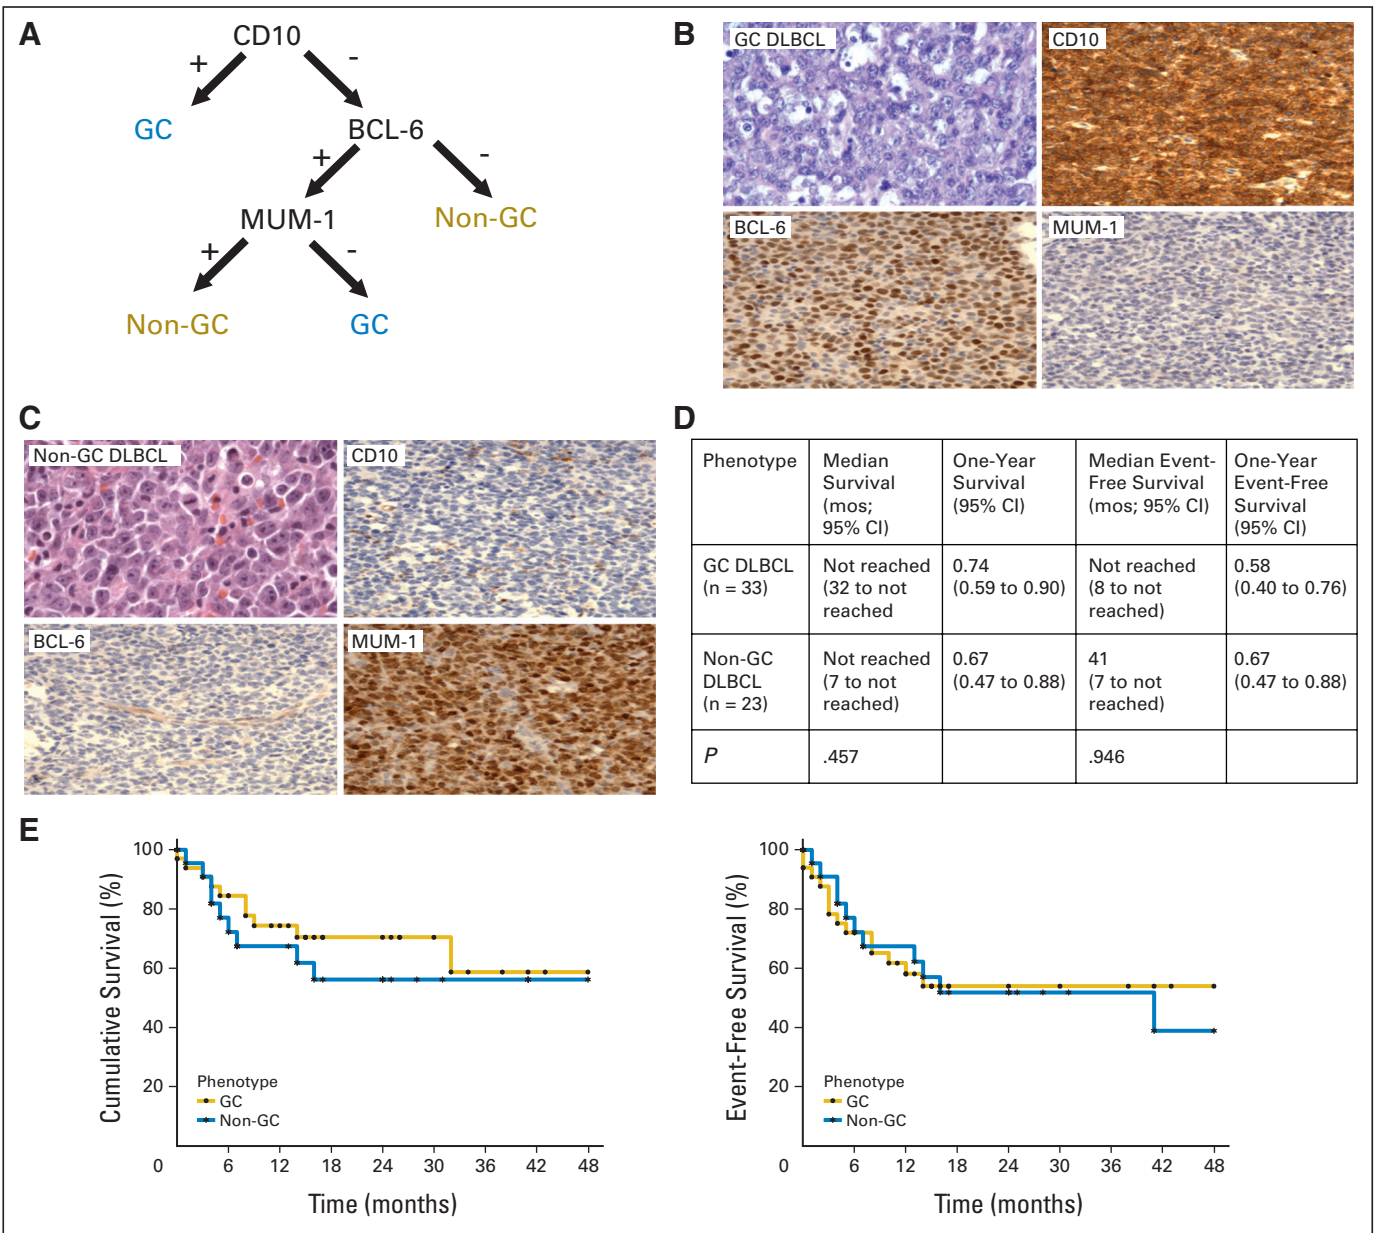 A
CD10
+
-
GC
BCL-6
+
-
MUM-1
Non-GC
+
-
Non-GC
GC
B
GC DLBCL
CD10
BCL-6
MUM-1
C
Non-GC DLBCL
CD10
BCL-6
MUM-1
D
Phenotype
Median
Survival
(mos;
95% CI)
One-Year
Survival
(95% CI)
Median Event-
Free Survival
(mos; 95% CI)
One-Year
Event-Free
Survival
(95% CI)
GC DLBCL
(n = 33)
Not reached
(32 to not
reached
0.74
(0.59 to 0.90)
Not reached
(8 to not
reached)
0.58
(0.40 to 0.76)
Non-GC
DLBCL
(n = 23)
Not reached
(7 to not
reached)
0.67
(0.47 to 0.88)
41
(7 to not
reached)
0.67
(0.47 to 0.88)
P
.457
.946
E
Cumulative Survival (%)
100
80
60
40
20
Phenotype
GC
Non-GC
0 6 12 18 24 30 36 42 48
Time (months)
Event-Free Survival (%)
100
80
60
40
20
Phenotype
GC
Non-GC
0 6 12 18 24 30 36 42 48
Time (months)